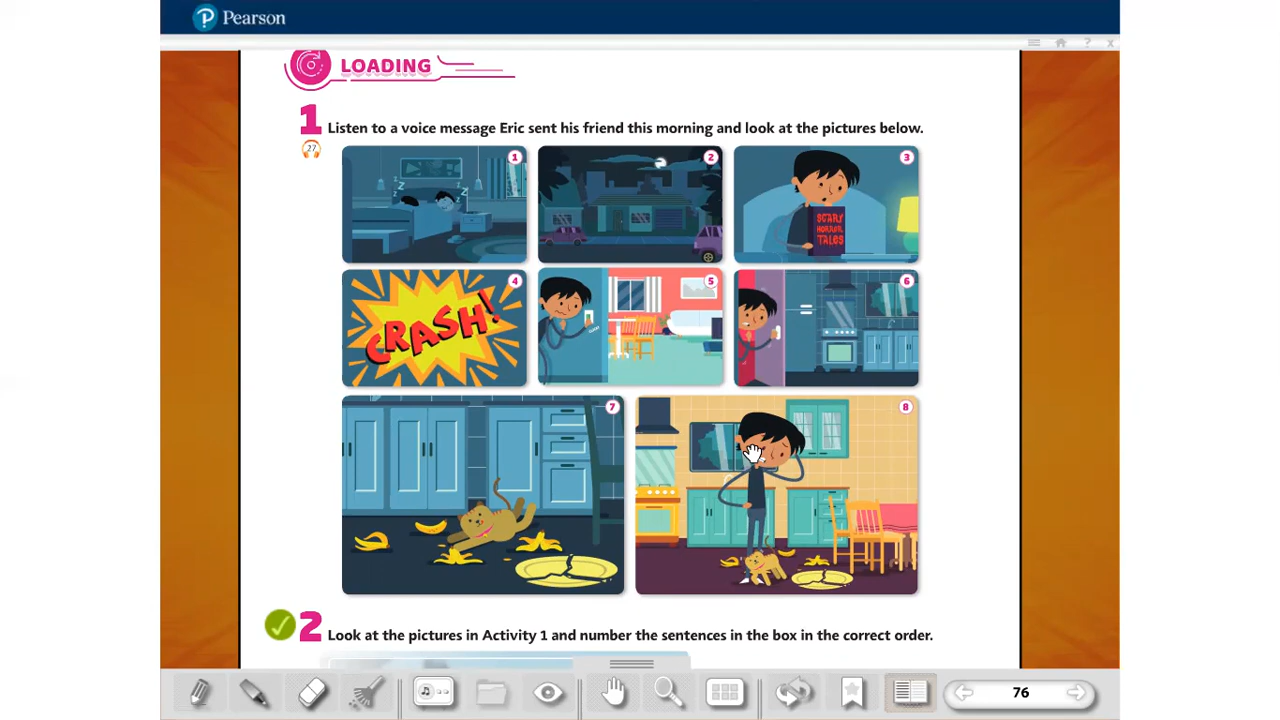 Pearson
LOADING
1 Listen to a voice message Eric sent his friend this morning and look at the pictures below.
27
1
2
3
SCARY
HORROR
TALES
4
CRASH!
5
6
7
8
2 Look at the pictures in Activity 1 and number the sentences in the box in the correct order.
76